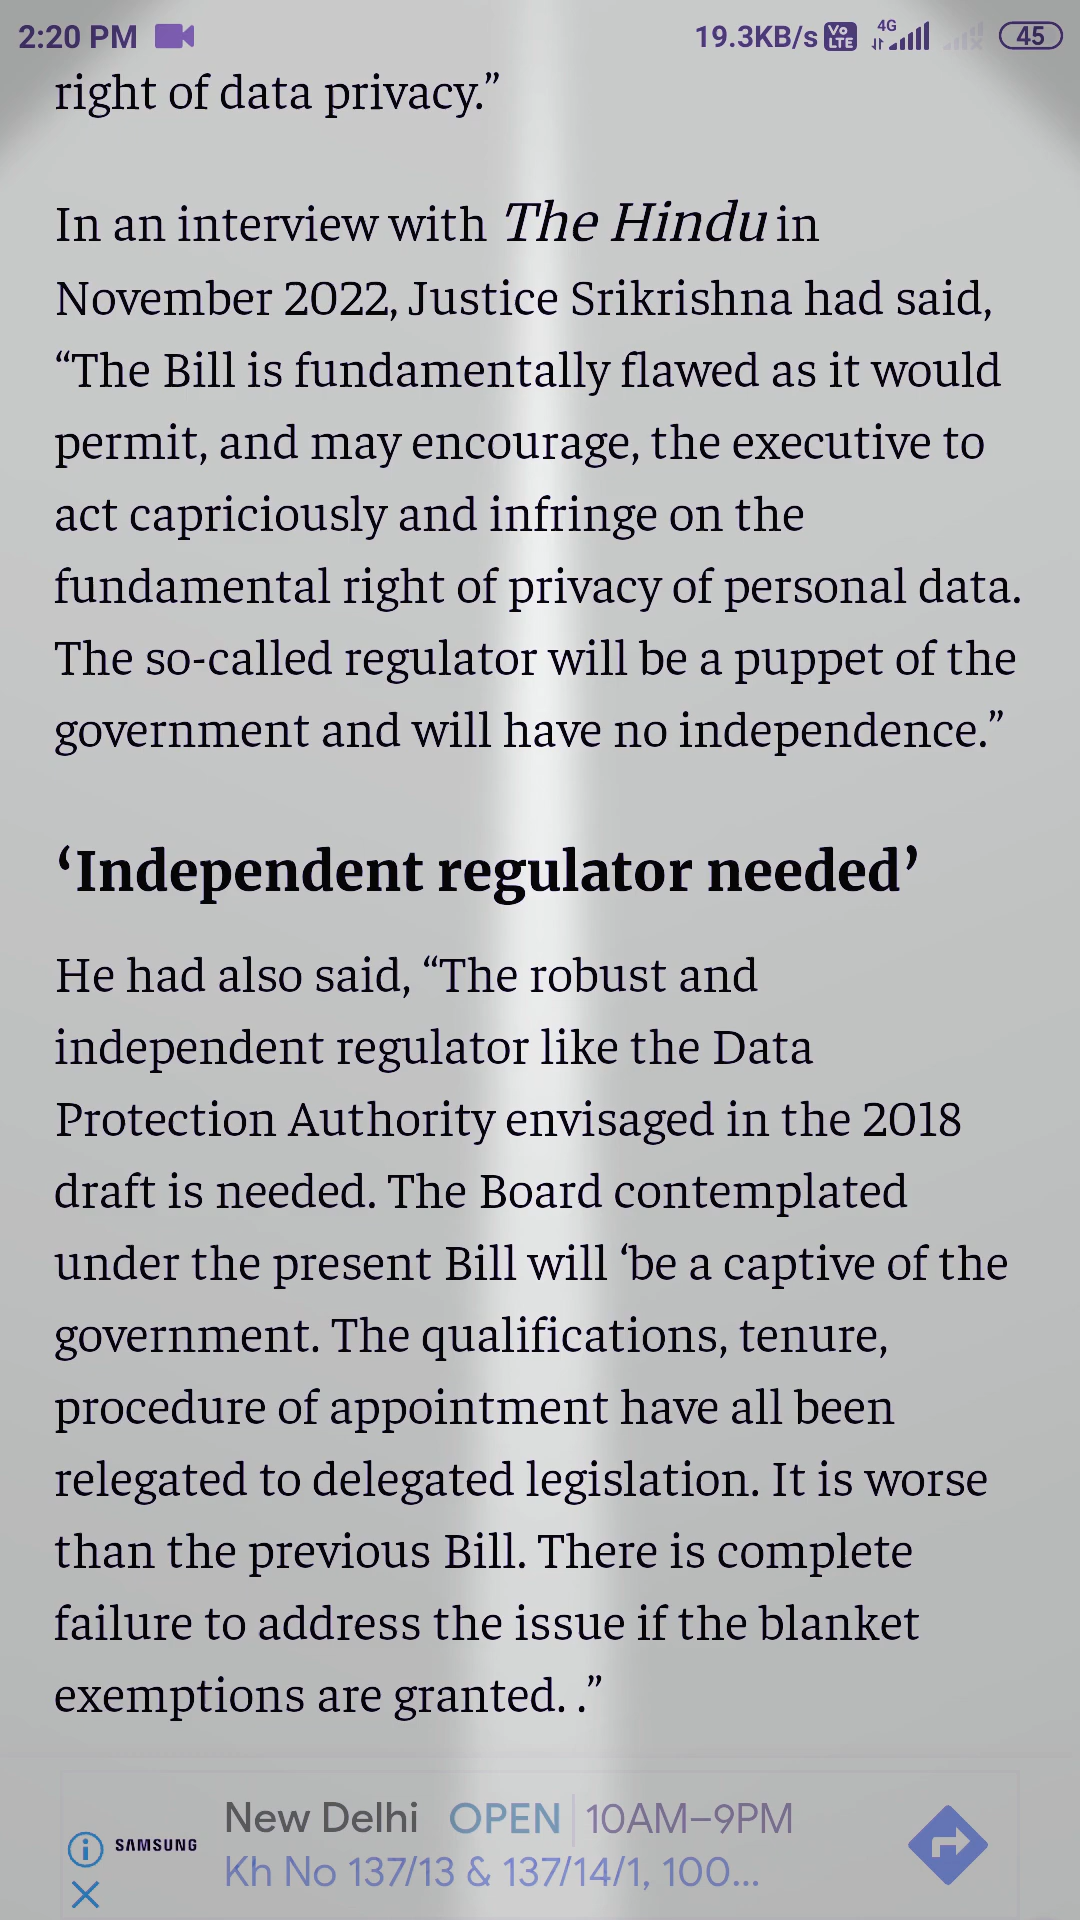 2:20 PM 19.3KB/s Vo LTE 4G 45
right of data privacy.”
In an interview with The Hindu in
November 2022, Justice Srikrishna had said,
“The Bill is fundamentally flawed as it would
permit, and may encourage, the executive to
act capriciously and infringe on the
fundamental right of privacy of personal data.
The so-called regulator will be a puppet of the
government and will have no independence.”
‘Independent regulator needed’
He had also said, “The robust and
independent regulator like the Data
Protection Authority envisaged in the 2018
draft is needed. The Board contemplated
under the present Bill will ‘be a captive of the
government. The qualifications, tenure,
procedure of appointment have all been
relegated to delegated legislation. It is worse
than the previous Bill. There is complete
failure to address the issue if the blanket
exemptions are granted. .”
SAMSUNG
New Delhi OPEN 10AM–9PM
Kh No 137/13 & 137/14/1, 100...